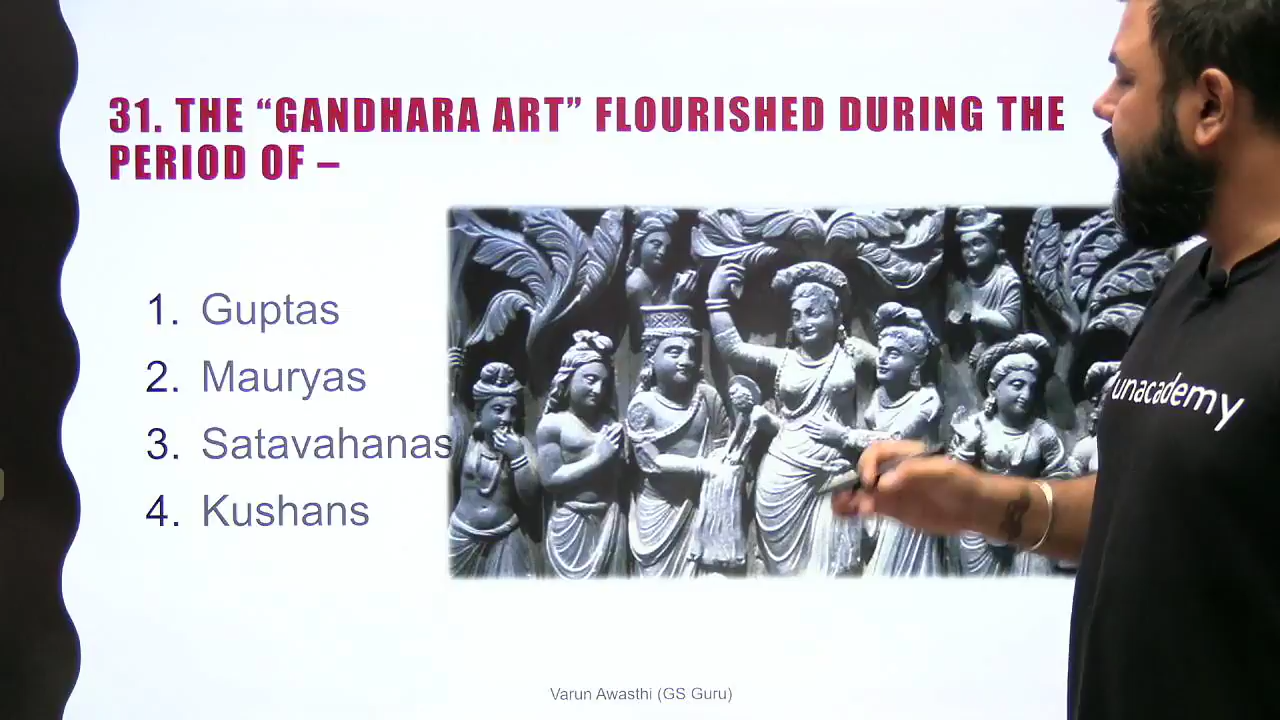 31. THE “GANDHARA ART” FLOURISHED DURING THE
PERIOD OF –
1. Guptas
2. Mauryas
3. Satavahanas
4. Kushans
unacademy
Varun Awasthi (GS Guru)